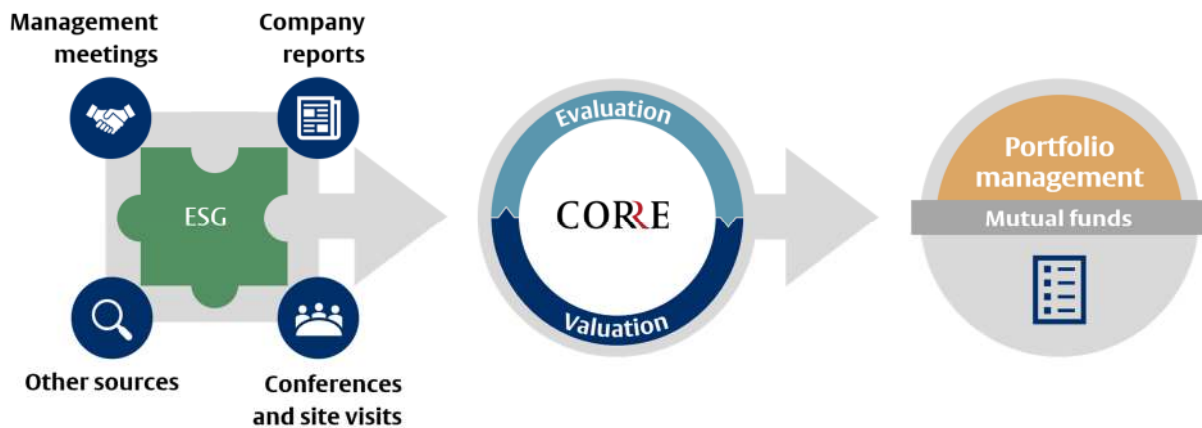 Management
meetings
Company
reports
ESG
Other sources
Conferences
and site visits
Evaluation
CORRE
Valuation
Portfolio
management
Mutual funds